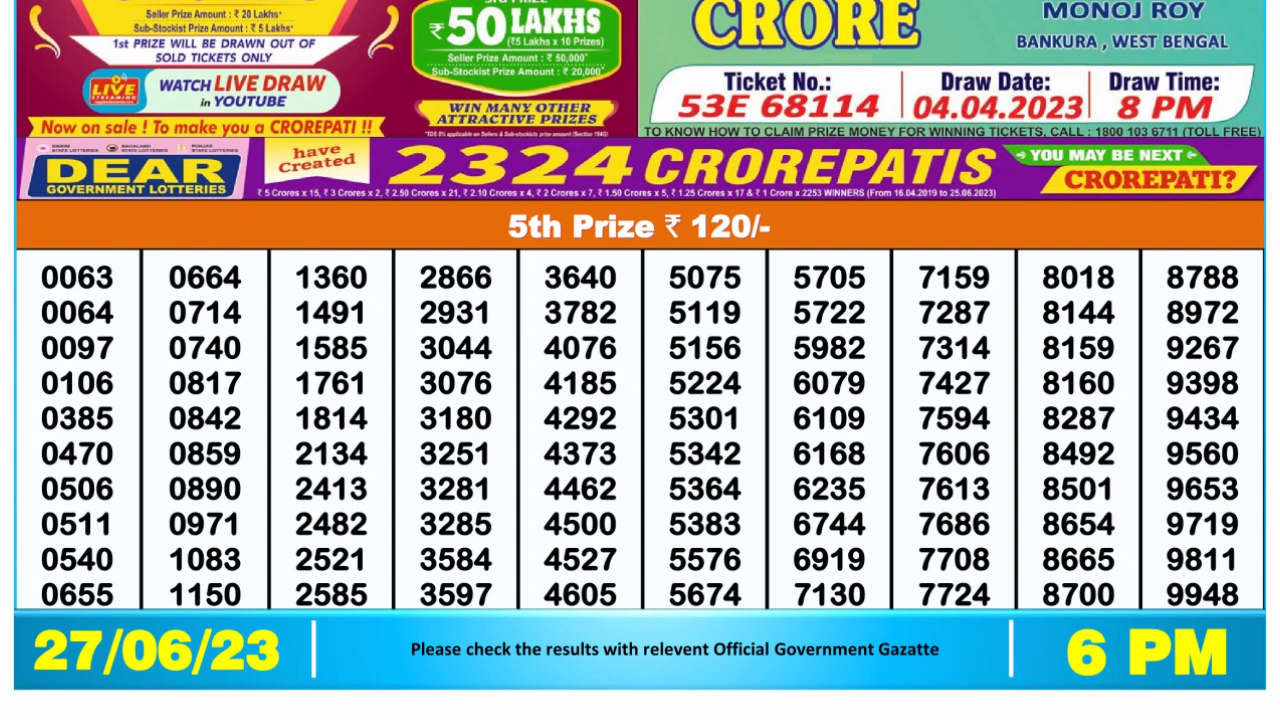 Seller Prize Amount : ₹ 20 Lakhs*
Sub-Stockist Prize Amount : ₹ 5 Lakhs*
1st PRIZE WILL BE DRAWN OUT OF
SOLD TICKETS ONLY
LIVE
STREAMING
WATCH LIVE DRAW
in YOUTUBE
Now on sale ! To make you a CROREPATI !!
₹50 LAKHS
(₹5 Lakhs x 10 Prizes)
Seller Prize Amount : ₹ 50,000*
Sub-Stockist Prize Amount : ₹ 20,000*
WIN MANY OTHER
ATTRACTIVE PRIZES
CRORE
MONOJ ROY
BANKURA , WEST BENGAL
Ticket No.: Draw Date: Draw Time:
53E 68114 04.04.2023 8 PM
TO KNOW HOW TO CLAIM PRIZE MONEY FOR WINNING TICKETS, CALL : 1800 103 6711 (TOLL FREE)
DEAR
GOVERNMENT LOTTERIES
have
Created
2324 CROREPATIS
₹ 5 Crores x 15, ₹ 3 Crores x 2, ₹ 2.50 Crores x 21, ₹ 2.10 Crores x 4, ₹ 2 Crores x 7, ₹ 1.50 Crores x 5, ₹ 1.25 Crores x 17 & ₹ 1 Crore x 2253 WINNERS (From 16.04.2019 to 25.06.2023)
YOU MAY BE NEXT
CROREPATI?
5th Prize ₹ 120/-
0063 0664 1360 2866 3640 5075 5705 7159 8018 8788
0064 0714 1491 2931 3782 5119 5722 7287 8144 8972
0097 0740 1585 3044 4076 5156 5982 7314 8159 9267
0106 0817 1761 3076 4185 5224 6079 7427 8160 9398
0385 0842 1814 3180 4292 5301 6109 7594 8287 9434
0470 0859 2134 3251 4373 5342 6168 7606 8492 9560
0506 0890 2413 3281 4462 5364 6235 7613 8501 9653
0511 0971 2482 3285 4500 5383 6744 7686 8654 9719
0540 1083 2521 3584 4527 5576 6919 7708 8665 9811
0655 1150 2585 3597 4605 5674 7130 7724 8700 9948
27/06/23
Please check the results with relevent Official Government Gazatte
6 PM